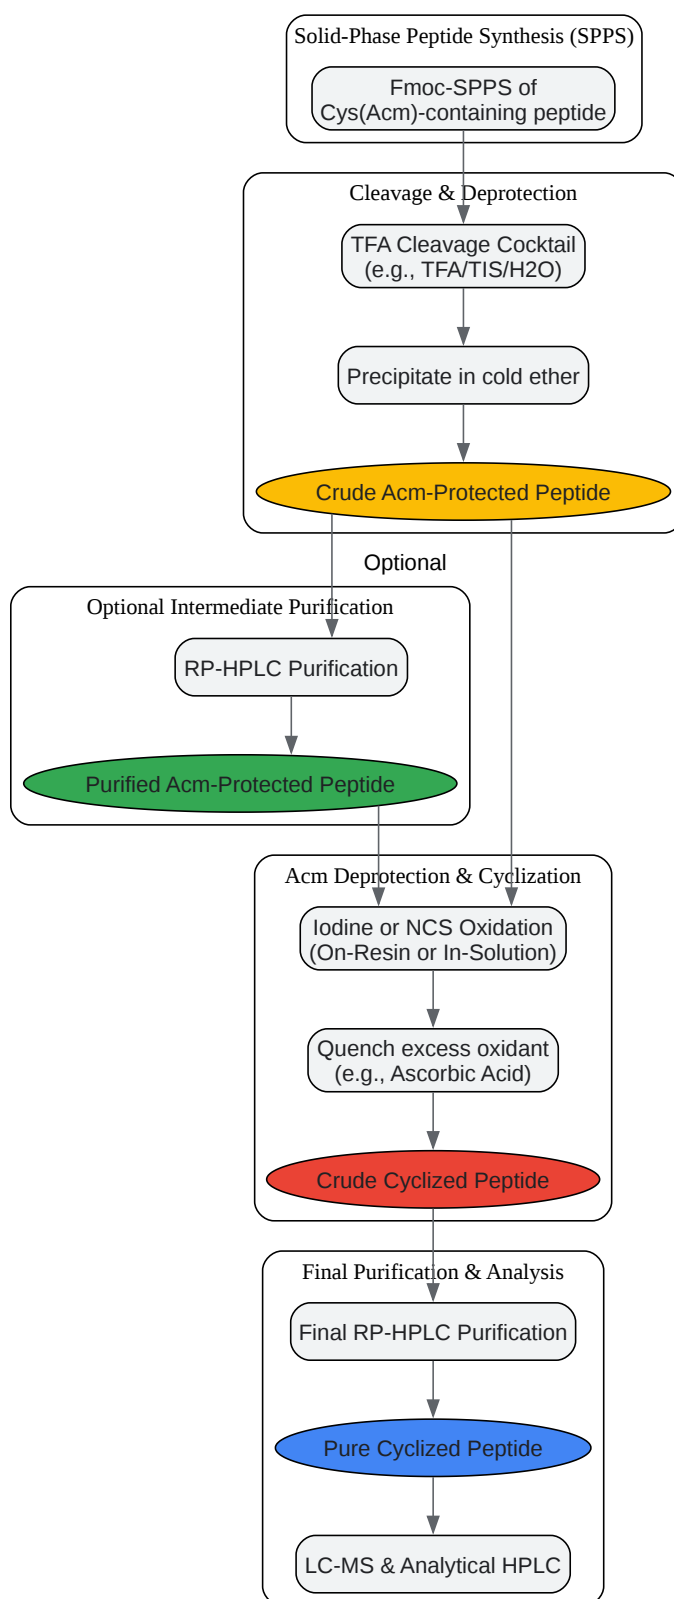 Solid-Phase Peptide Synthesis (SPPS)
Fmoc-SPPS of
Cys(Acm)-containing peptide
Cleavage & Deprotection
TFA Cleavage Cocktail
(e.g., TFA/TIS/H2O)
Precipitate in cold ether
Crude Acm-Protected Peptide
Optional
Optional Intermediate Purification
RP-HPLC Purification
Purified Acm-Protected Peptide
Acm Deprotection & Cyclization
Iodine or NCS Oxidation
(On-Resin or In-Solution)
Quench excess oxidant
(e.g., Ascorbic Acid)
Crude Cyclized Peptide
Final Purification & Analysis
Final RP-HPLC Purification
Pure Cyclized Peptide
LC-MS & Analytical HPLC